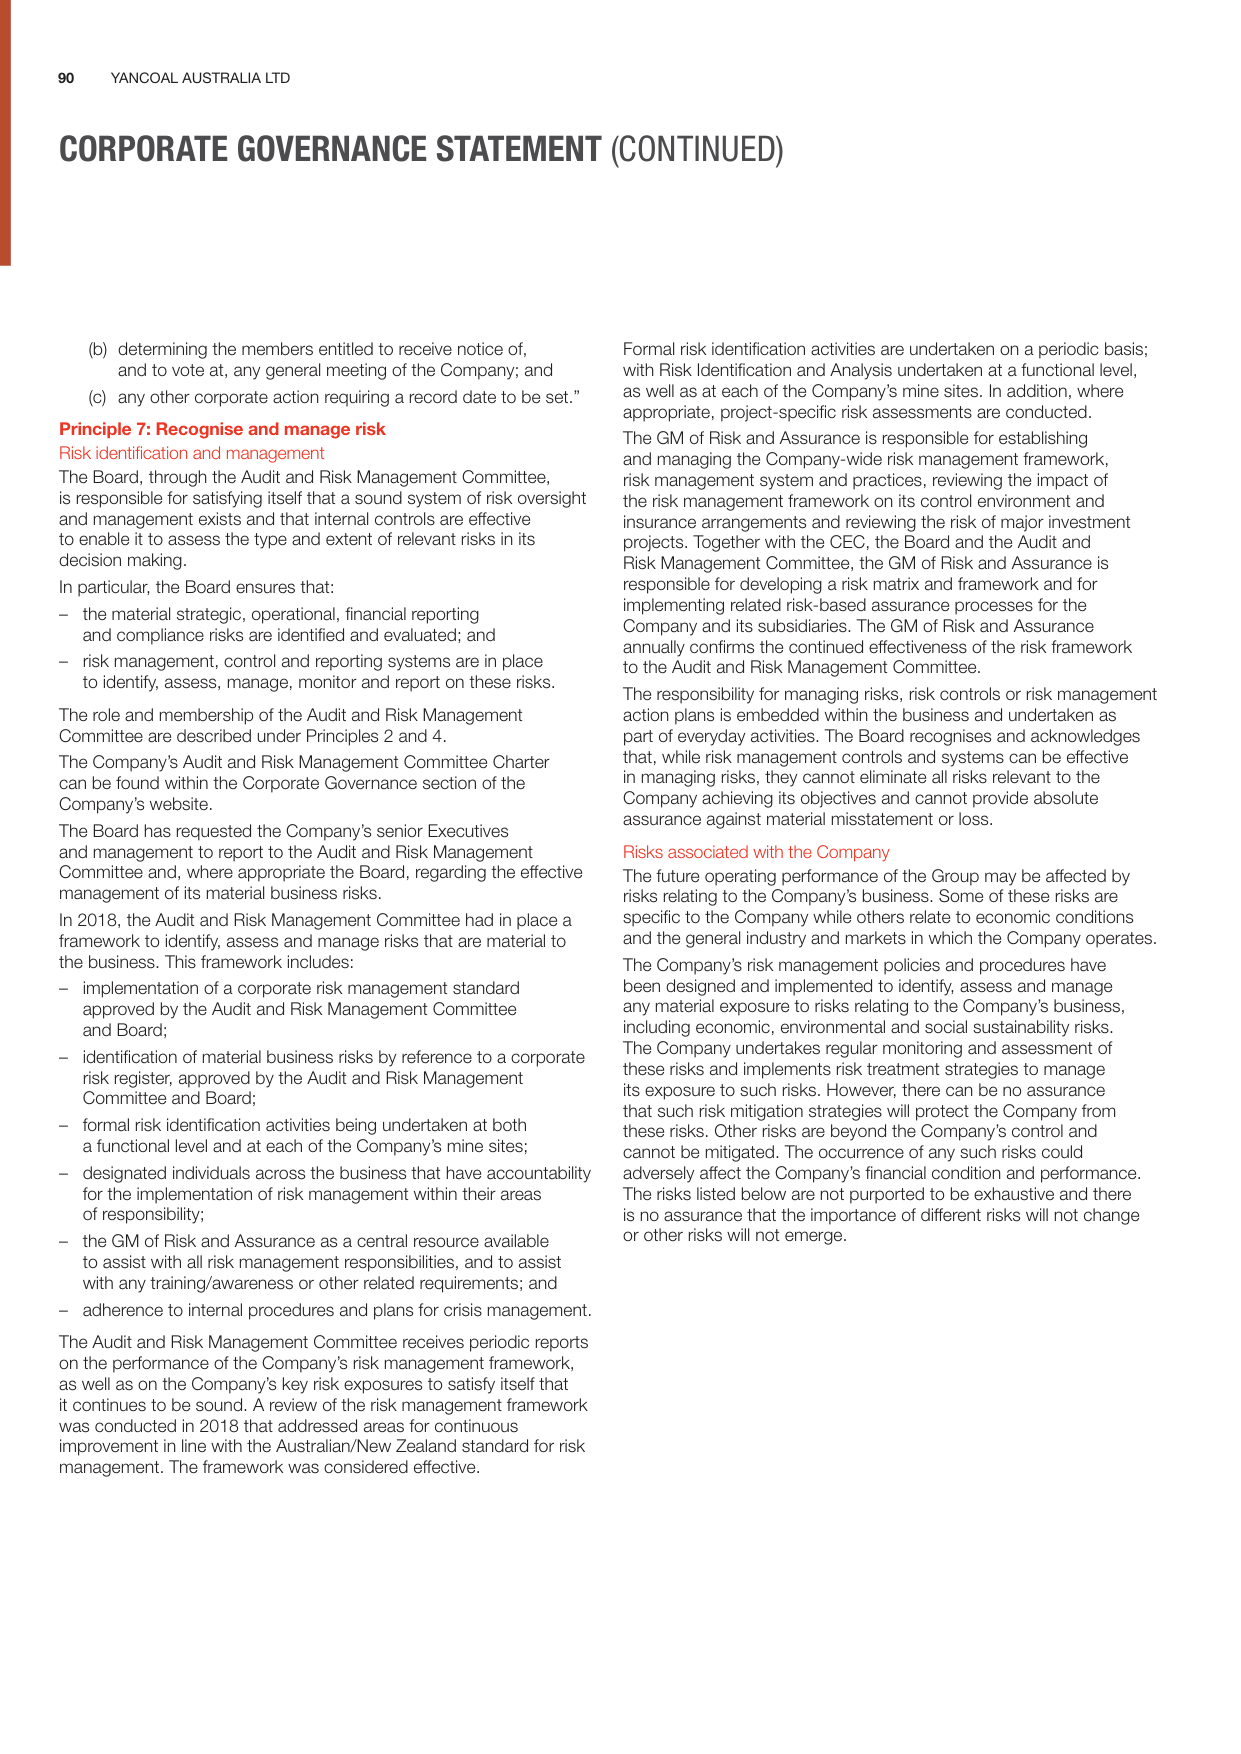 90 YANCOAL AUSTRALIA LTD
CORPORATE GOVERNANCE STATEMENT (CONTINUED)
(b) determining the members entitled to receive notice of,
and to vote at, any general meeting of the Company; and
(c) any other corporate action requiring a record date to be set.”
Principle 7: Recognise and manage risk
Risk identification and management
The Board, through the Audit and Risk Management Committee,
is responsible for satisfying itself that a sound system of risk oversight
and management exists and that internal controls are effective
to enable it to assess the type and extent of relevant risks in its
decision making.
In particular, the Board ensures that:
– the material strategic, operational, financial reporting
and compliance risks are identified and evaluated; and
– risk management, control and reporting systems are in place
to identify, assess, manage, monitor and report on these risks.
The role and membership of the Audit and Risk Management
Committee are described under Principles 2 and 4.
The Company’s Audit and Risk Management Committee Charter
can be found within the Corporate Governance section of the
Company’s website.
The Board has requested the Company’s senior Executives
and management to report to the Audit and Risk Management
Committee and, where appropriate the Board, regarding the effective
management of its material business risks.
In 2018, the Audit and Risk Management Committee had in place a
framework to identify, assess and manage risks that are material to
the business. This framework includes:
– implementation of a corporate risk management standard
approved by the Audit and Risk Management Committee
and Board;
– identification of material business risks by reference to a corporate
risk register, approved by the Audit and Risk Management
Committee and Board;
– formal risk identification activities being undertaken at both
a functional level and at each of the Company’s mine sites;
– designated individuals across the business that have accountability
for the implementation of risk management within their areas
of responsibility;
– the GM of Risk and Assurance as a central resource available
to assist with all risk management responsibilities, and to assist
with any training/awareness or other related requirements; and
– adherence to internal procedures and plans for crisis management.
The Audit and Risk Management Committee receives periodic reports
on the performance of the Company’s risk management framework,
as well as on the Company’s key risk exposures to satisfy itself that
it continues to be sound. A review of the risk management framework
was conducted in 2018 that addressed areas for continuous
improvement in line with the Australian/New Zealand standard for risk
management. The framework was considered effective.
Formal risk identification activities are undertaken on a periodic basis;
with Risk Identification and Analysis undertaken at a functional level,
as well as at each of the Company’s mine sites. In addition, where
appropriate, project-specific risk assessments are conducted.
The GM of Risk and Assurance is responsible for establishing
and managing the Company-wide risk management framework,
risk management system and practices, reviewing the impact of
the risk management framework on its control environment and
insurance arrangements and reviewing the risk of major investment
projects. Together with the CEC, the Board and the Audit and
Risk Management Committee, the GM of Risk and Assurance is
responsible for developing a risk matrix and framework and for
implementing related risk-based assurance processes for the
Company and its subsidiaries. The GM of Risk and Assurance
annually confirms the continued effectiveness of the risk framework
to the Audit and Risk Management Committee.
The responsibility for managing risks, risk controls or risk management
action plans is embedded within the business and undertaken as
part of everyday activities. The Board recognises and acknowledges
that, while risk management controls and systems can be effective
in managing risks, they cannot eliminate all risks relevant to the
Company achieving its objectives and cannot provide absolute
assurance against material misstatement or loss.
Risks associated with the Company
The future operating performance of the Group may be affected by
risks relating to the Company’s business. Some of these risks are
specific to the Company while others relate to economic conditions
and the general industry and markets in which the Company operates.
The Company’s risk management policies and procedures have
been designed and implemented to identify, assess and manage
any material exposure to risks relating to the Company’s business,
including economic, environmental and social sustainability risks.
The Company undertakes regular monitoring and assessment of
these risks and implements risk treatment strategies to manage
its exposure to such risks. However, there can be no assurance
that such risk mitigation strategies will protect the Company from
these risks. Other risks are beyond the Company’s control and
cannot be mitigated. The occurrence of any such risks could
adversely affect the Company’s financial condition and performance.
The risks listed below are not purported to be exhaustive and there
is no assurance that the importance of different risks will not change
or other risks will not emerge.